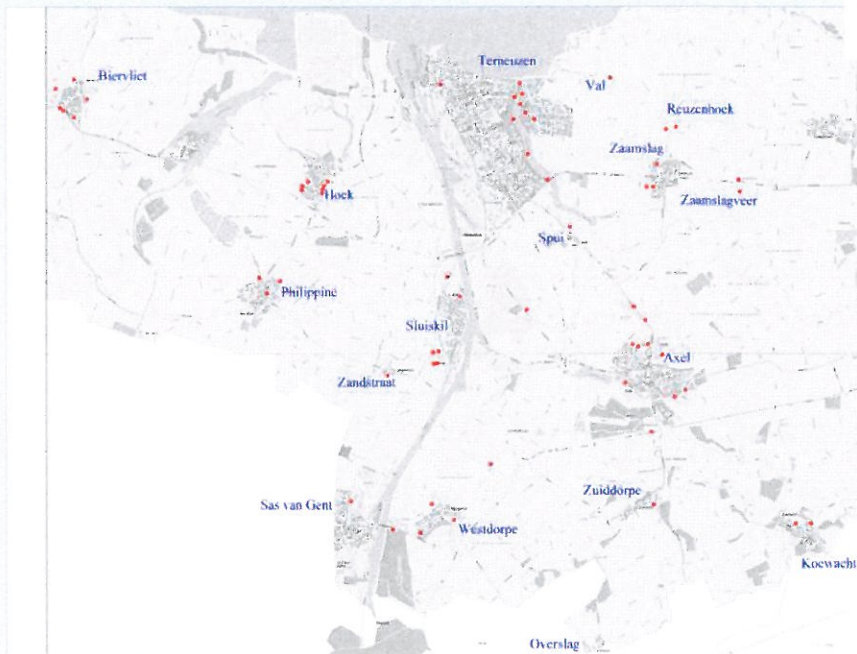 Terneuzen
Biervliet
Val
Reuzenhoek
Zaamslag
Hoek
Zaamslagveer
Spui
Philippine
Sluiskil
Axel
Zandstraat
Zuiddorpe
Sas van Gent
Westdorpe
Koewacht
Overslag